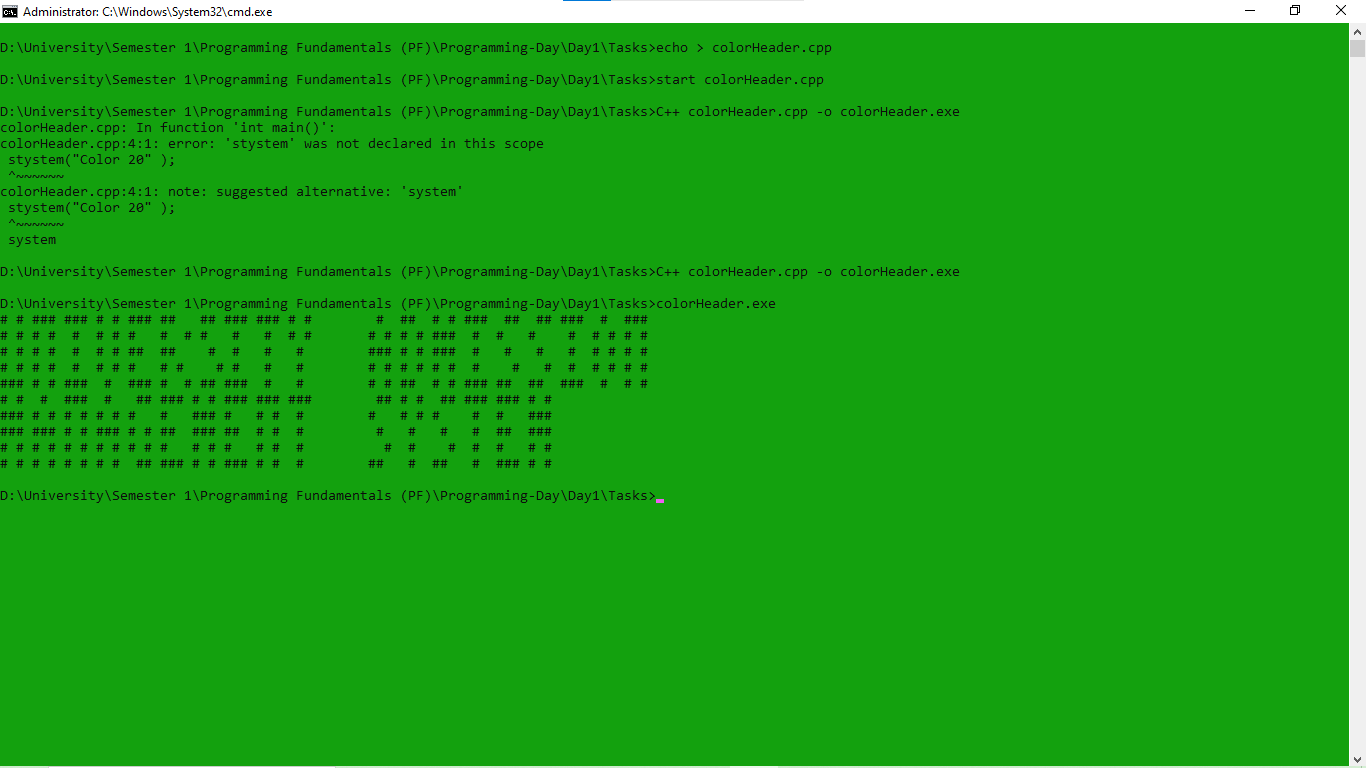 Administrator: C:\Windows\System32\cmd.exe
D:\University\Semester 1\Programming Fundamentals (PF)\Programming-Day\Day1\Tasks>echo > colorHeader.cpp
D:\University\Semester 1\Programming Fundamentals (PF)\Programming-Day\Day1\Tasks>start colorHeader.cpp
D:\University\Semester 1\Programming Fundamentals (PF)\Programming-Day\Day1\Tasks>C++ colorHeader.cpp -o colorHeader.exe
colorHeader.cpp: In function 'int main()':
colorHeader.cpp:4:1: error: 'stystem' was not declared in this scope
 stystem("Color 20" );
 ^~~~~~~
colorHeader.cpp:4:1: note: suggested alternative: 'system'
 stystem("Color 20" );
 ^~~~~~~
 system
D:\University\Semester 1\Programming Fundamentals (PF)\Programming-Day\Day1\Tasks>C++ colorHeader.cpp -o colorHeader.exe
D:\University\Semester 1\Programming Fundamentals (PF)\Programming-Day\Day1\Tasks>colorHeader.exe
# # ### ### # # ### ##   ## ### ### # #        #  ##  # # ###  ##  ## ###  #  ###
# # # #  #  # # #   #  # #   #   #  # #       # # # # ###  #  #   #    #  # # # #
# # # #  #  # # ##  ##    #  #   #   #        ### # # ###  #   #   #   #  # # # #
# # # #  #  # # #   # #    # #   #   #        # # # # # #  #    #   #  #  # # # #
### # # ###  #  ### #  # ## ###  #   #        # # ##  # # ### ##  ##  ###  #  # #
# #  #  ###  #   ## ### # # ### ### ###        ## # #  ## ### ### # #
### # # # # # #   #   ### #   # #  #        #   # # #    #  #   ###
### ### # # ### # # ##  ### ##  # #  #         #   #   #   #  ##  ###
# # # # # # # # # # #   # # #   # #  #          #  #    #  #  #   # #
# # # # # # # #  ## ### # # ### # #  #        ##   #  ##   #  ### # #
D:\University\Semester 1\Programming Fundamentals (PF)\Programming-Day\Day1\Tasks>